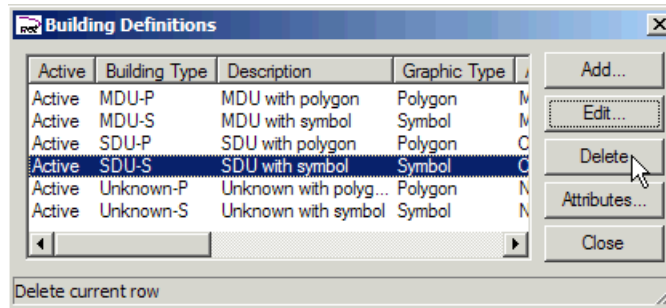 Building Definitions
Active Building Type Description Graphic Type
Active MDU-P MDU with polygon Polygon M
Active MDU-S MDU with symbol Symbol M
Active SDU-P SDU with polygon Polygon
Active SDU-S SDU with symbol Symbol
Active Unknown-P Unknown with polyg... Polygon N
Active Unknown-S Unknown with symbol Symbol N
Add...
Edit...
Delete
Attributes...
Close
Delete current row